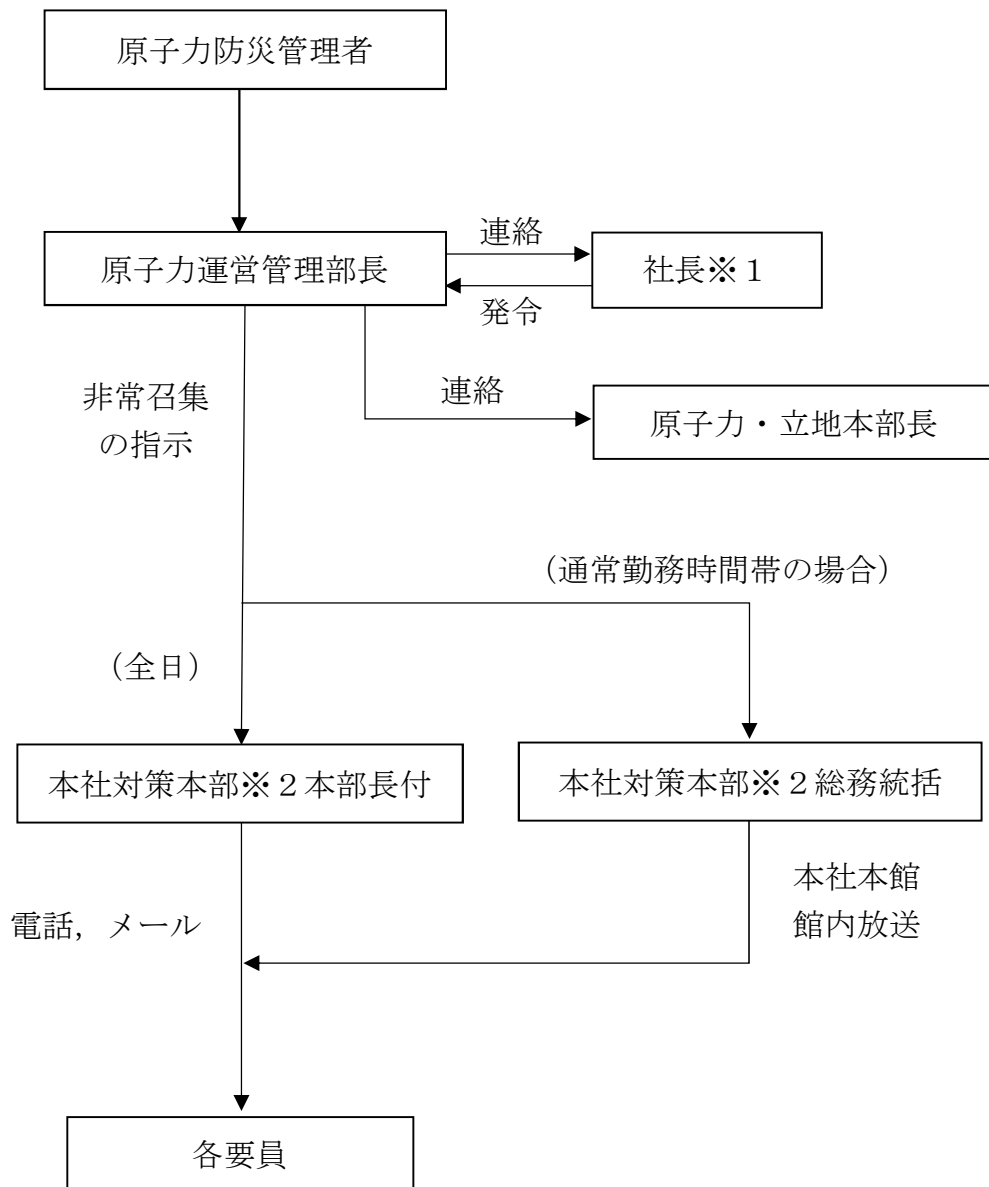 原子力防災管理者
連絡
原子力運営管理部長
社長※１
発令
非常召集
の指示
連絡
原子力・立地本部長
（通常勤務時間帯の場合）
（全日）
本社対策本部※２本部長付
本社対策本部※２総務統括
電話，メール
本社本館
館内放送
各要員